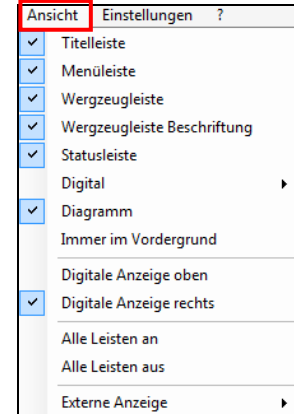 Ansicht Einstellungen ?
Titelleiste
Menüleiste
Wergzeugleiste
Wergzeugleiste Beschriftung
Statusleiste
Digital
Diagramm
Immer im Vordergrund
Digitale Anzeige oben
Digitale Anzeige rechts
Alle Leisten an
Alle Leisten aus
Externe Anzeige